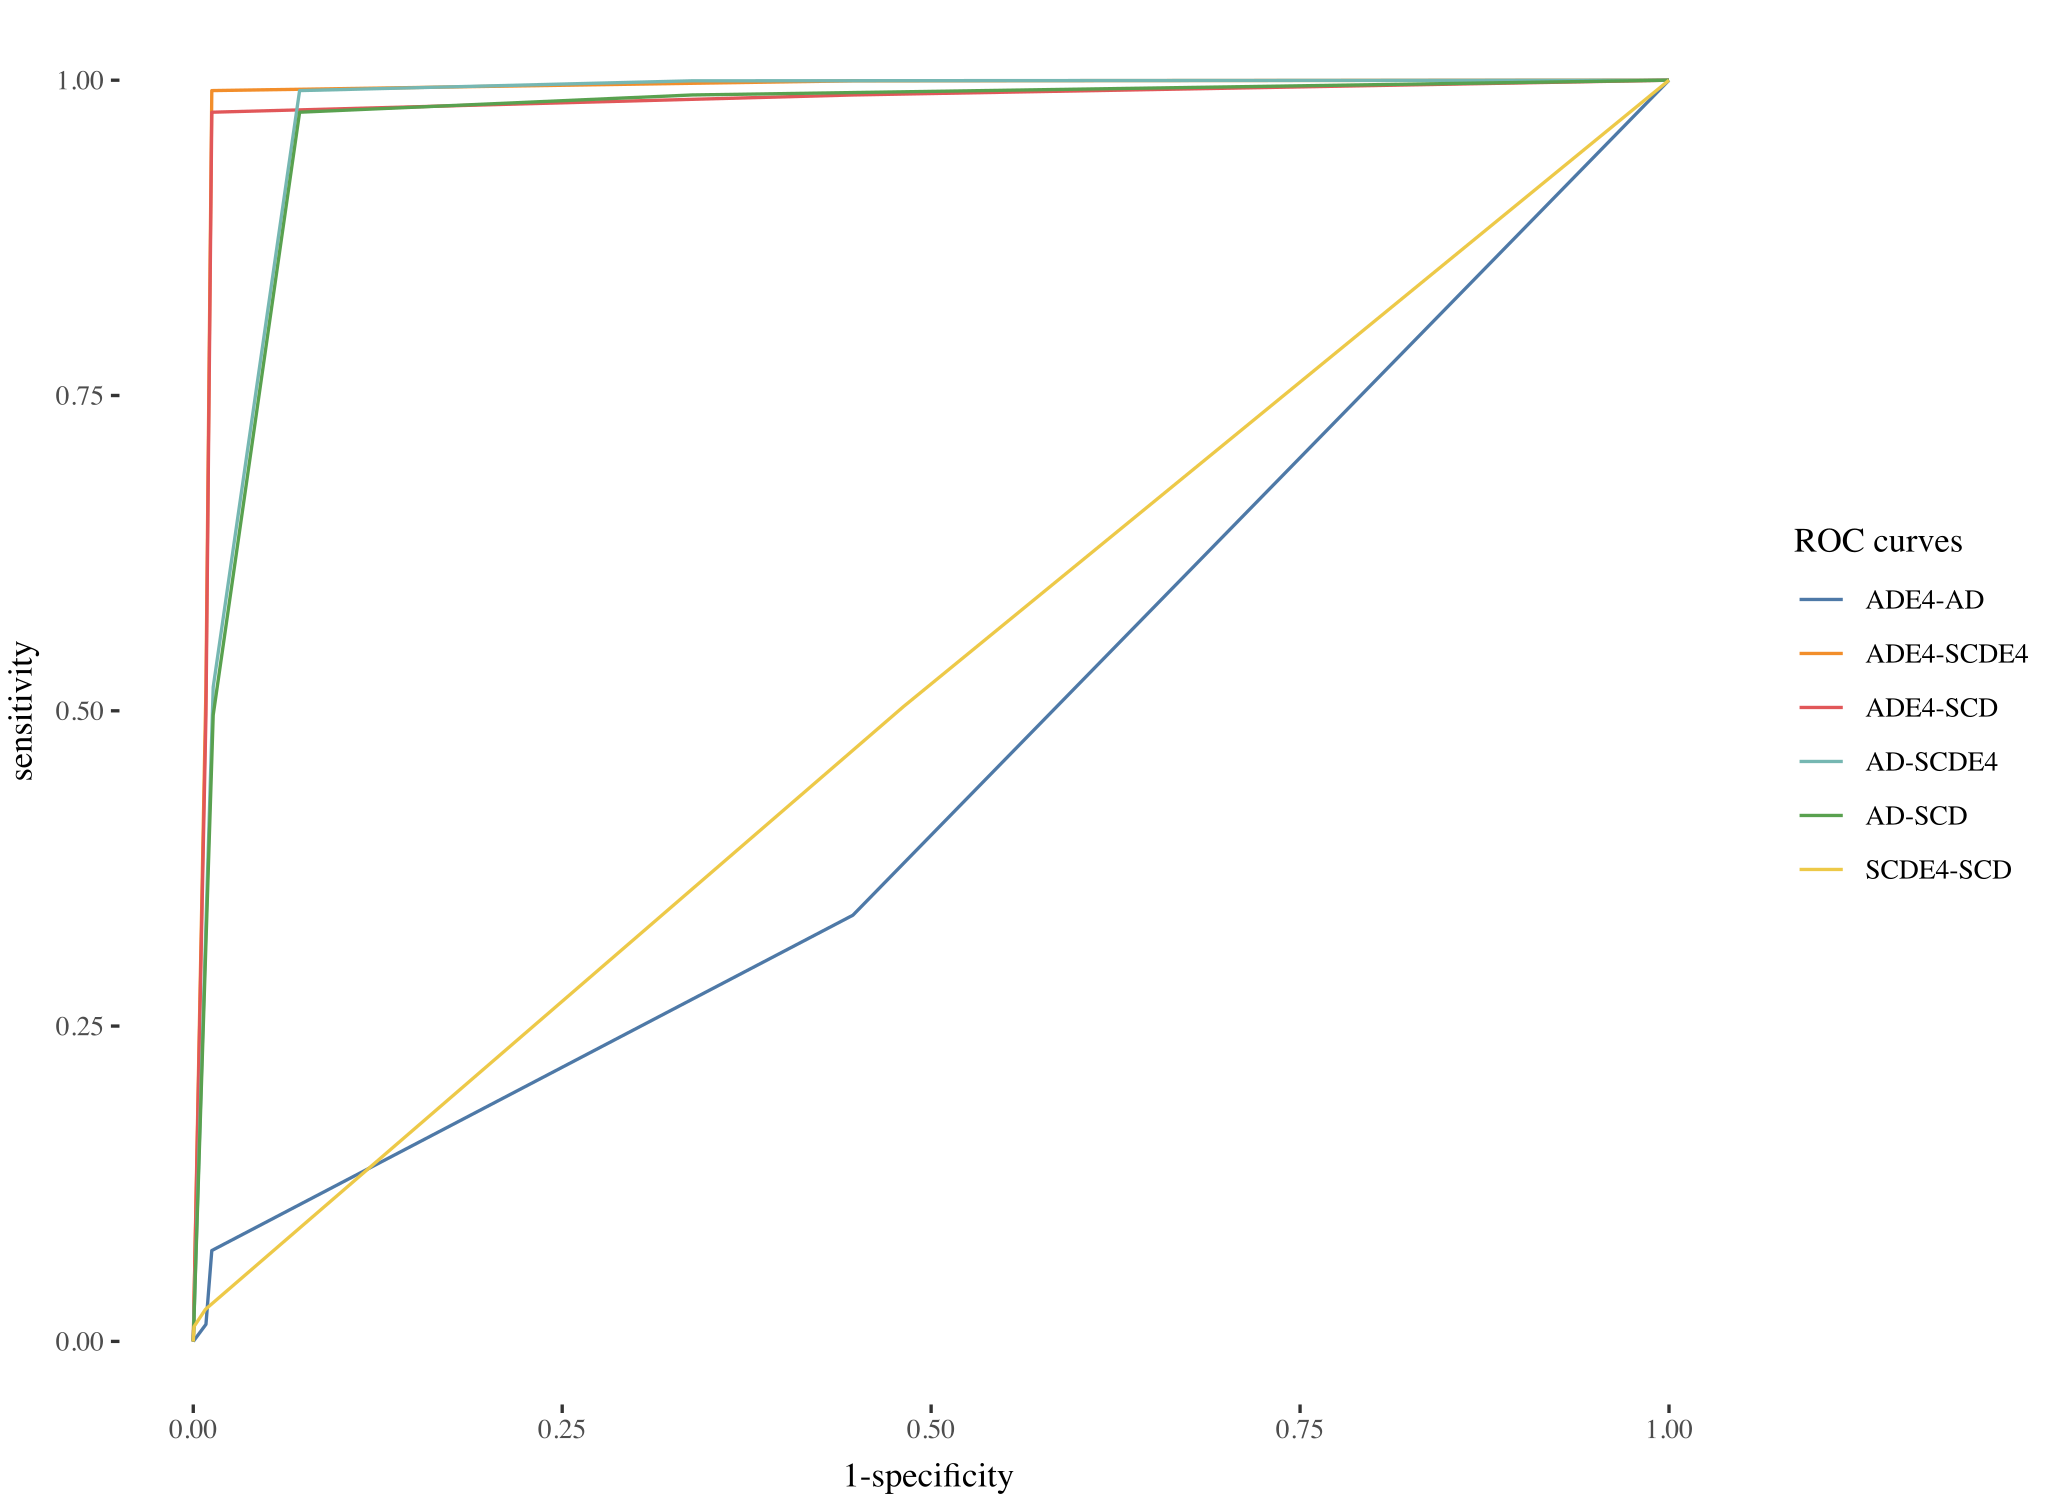 1.00
0.75
0.50
0.25
0.00
sensitivity
0.00
0.25
0.50
0.75
1.00
1-specificity
ROC curves
ADE4-AD
ADE4-SCDE4
ADE4-SCD
AD-SCDE4
AD-SCD
SCDE4-SCD